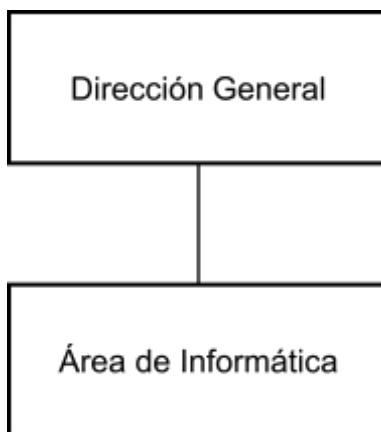 Dirección General
Área de Informática